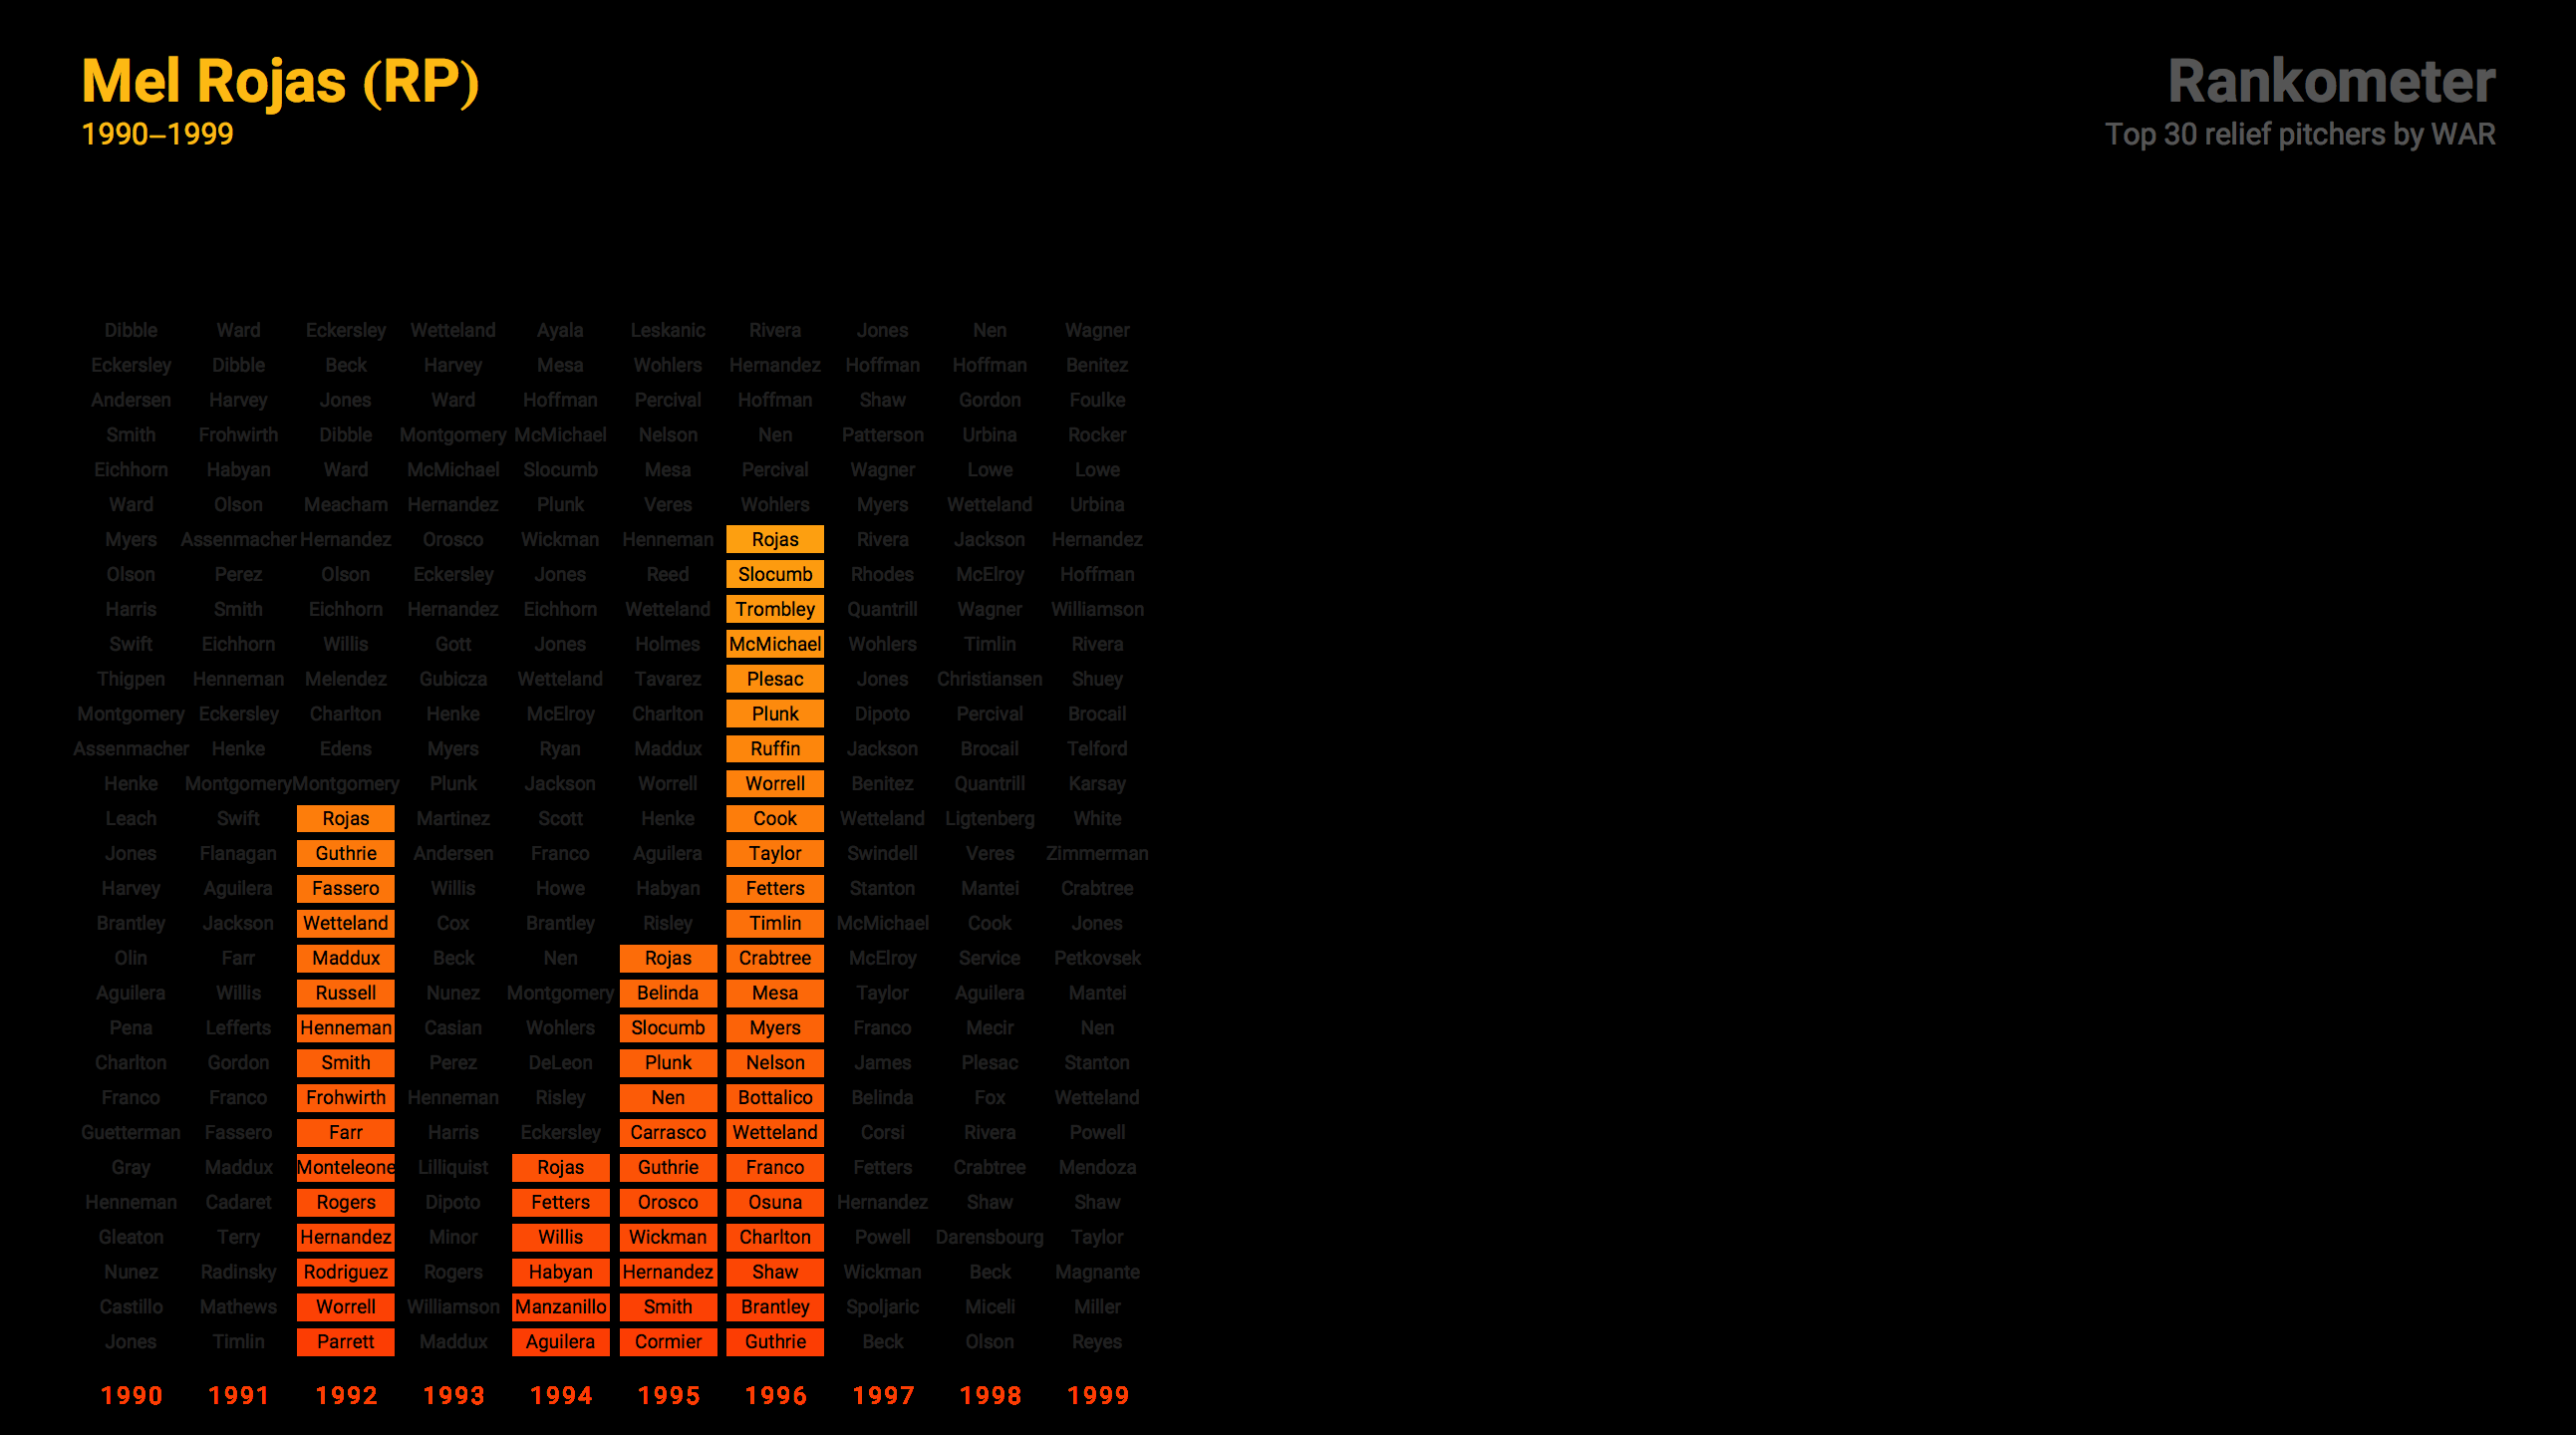 Mel Rojas (RP)
1990–1999
Rankometer
Top 30 relief pitchers by WAR
Dibble Ward Eckersley Wetteland Ayala Leskanic Rivera Jones Nen Wagner
Eckersley Dibble Beck Harvey Mesa Wohlers Hernandez Hoffman Hoffman Benitez
Andersen Harvey Jones Ward Hoffman Percival Hoffman Shaw Gordon Foulke
Smith Frohwirth Dibble Montgomery McMichael Nelson Nen Patterson Urbina Rocker
Eichhorn Habyan Ward McMichael Slocumb Mesa Percival Wagner Lowe Lowe
Ward Olson Meacham Hernandez Plunk Veres Wohlers Myers Wetteland Urbina
Myers Assenmacher Hernandez Orosco Wickman Henneman Rojas Rivera Jackson Hernandez
Olson Perez Olson Eckersley Jones Reed Slocumb Rhodes McElroy Hoffman
Harris Smith Eichhorn Hernandez Eichhorn Wetteland Trombley Quantrill Wagner Williamson
Swift Eichhorn Willis Gott Jones Holmes McMichael Wohlers Timlin Rivera
Thigpen Henneman Melendez Gubicza Wetteland Tavarez Plesac Jones Christiansen Shuey
Montgomery Eckersley Charlton Henke McElroy Charlton Plunk Dipoto Percival Brocail
Assenmacher Henke Edens Myers Ryan Maddux Ruffin Jackson Brocail Telford
Henke Montgomery Montgomery Plunk Jackson Worrell Worrell Benitez Quantrill Karsay
Leach Swift Rojas Martinez Scott Henke Cook Wetteland Ligtenberg White
Jones Flanagan Guthrie Andersen Franco Aguilera Taylor Swindell Veres Zimmerman
Harvey Aguilera Fassero Willis Howe Habyan Fetters Stanton Mantei Crabtree
Brantley Jackson Wetteland Cox Brantley Risley Timlin McMichael Cook Jones
Olin Farr Maddux Beck Nen Rojas Crabtree McElroy Service Petkovsek
Aguilera Willis Russell Nunez Montgomery Belinda Mesa Taylor Aguilera Mantei
Pena Lefferts Henneman Casian Wohlers Slocumb Myers Franco Mecir Nen
Charlton Gordon Smith Perez DeLeon Plunk Nelson James Plesac Stanton
Franco Franco Frohwirth Henneman Risley Nen Bottalico Belinda Fox Wetteland
Guetterman Fassero Farr Harris Eckersley Carrasco Wetteland Corsi Rivera Powell
Gray Maddux Monteleone Lilliquist Rojas Guthrie Franco Fetters Crabtree Mendoza
Henneman Cadaret Rogers Dipoto Fetters Orosco Osuna Hernandez Shaw Shaw
Gleaton Terry Hernandez Minor Willis Wickman Charlton Powell Darensbourg Taylor
Nunez Radinsky Rodriguez Rogers Habyan Hernandez Shaw Wickman Beck Magnante
Castillo Mathews Worrell Williamson Manzanillo Smith Brantley Spoljaric Miceli Miller
Jones Timlin Parrett Maddux Aguilera Cormier Guthrie Beck Olson Reyes
1990 1991 1992 1993 1994 1995 1996 1997 1998 1999